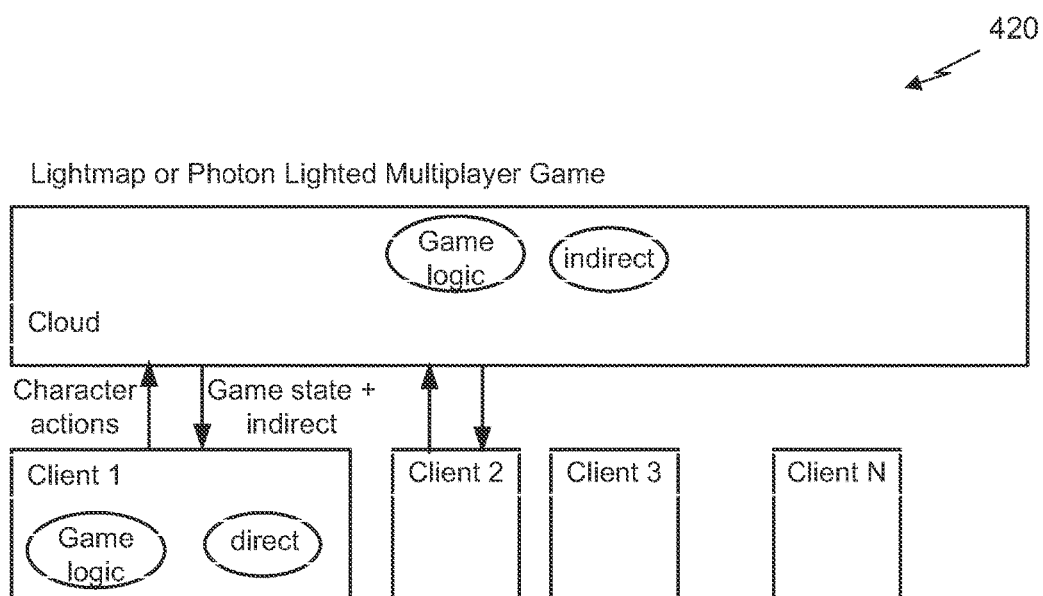 420
Lightmap or Photon Lighted Multiplayer Game
Game
logic
indirect
Cloud
Character
actions
Game state +
indirect
Client 1
Client 2
Client 3
Client N
Game
logic
direct